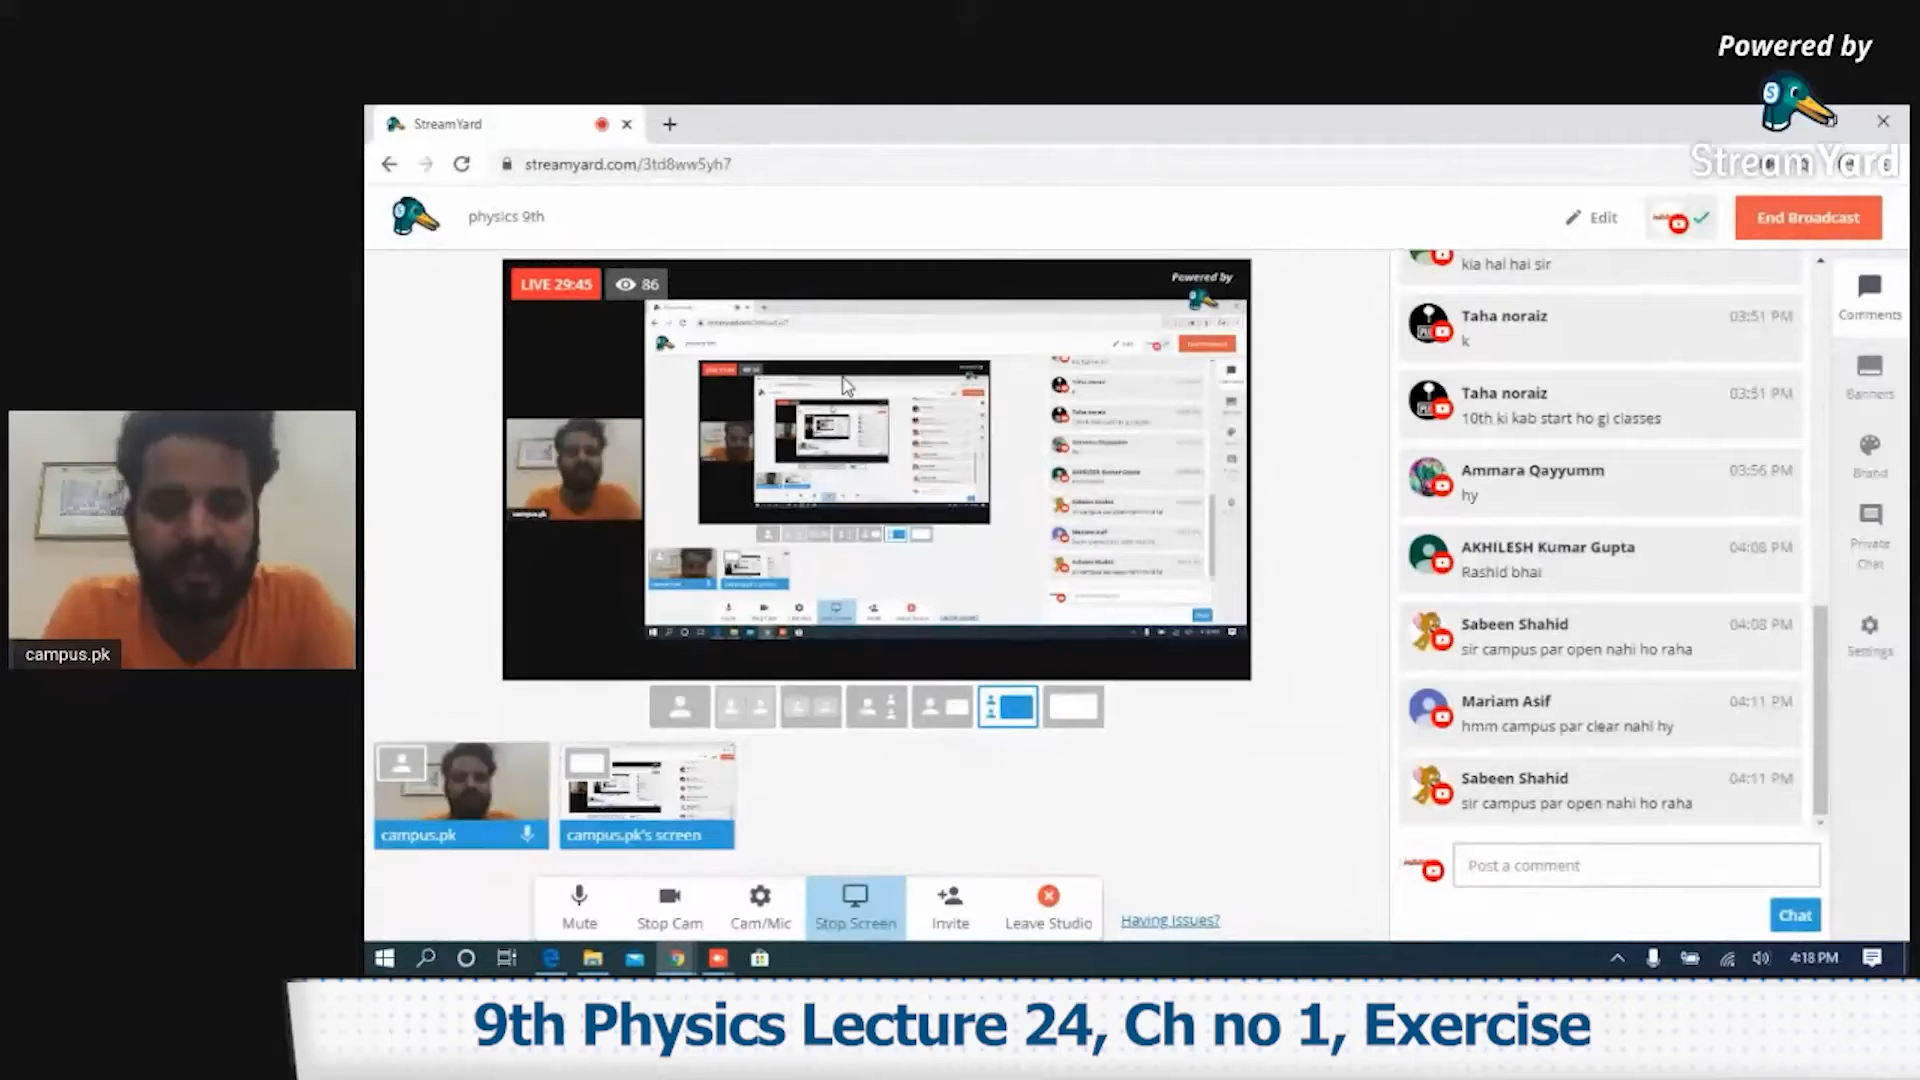 Powered by
StreamYard
StreamYard
streamyard.com/3td8ww5yh7
physics 9th
Edit
End Broadcast
LIVE 29:45
86
Powered by
kia hal hai sir
Taha noraiz 03:51 PM
k
Taha noraiz 03:51 PM
10th ki kab start ho gi classes
Ammara Qayyumm 03:56 PM
hy
AKHILESH Kumar Gupta 04:08 PM
Rashid bhai
Sabeen Shahid 04:08 PM
sir campus par open nahi ho raha
Mariam Asif 04:11 PM
hmm campus par clear nahi hy
Sabeen Shahid 04:11 PM
sir campus par open nahi ho raha
Post a comment
Chat
Comments
Banners
Brand
Private
Chat
Settings
campus.pk
campus.pk
campus.pk
campus.pk's screen
Mute
Stop Cam
Cam/Mic
Stop Screen
Invite
Leave Studio
Having issues?
4:18 PM
9th Physics Lecture 24, Ch no 1, Exercise